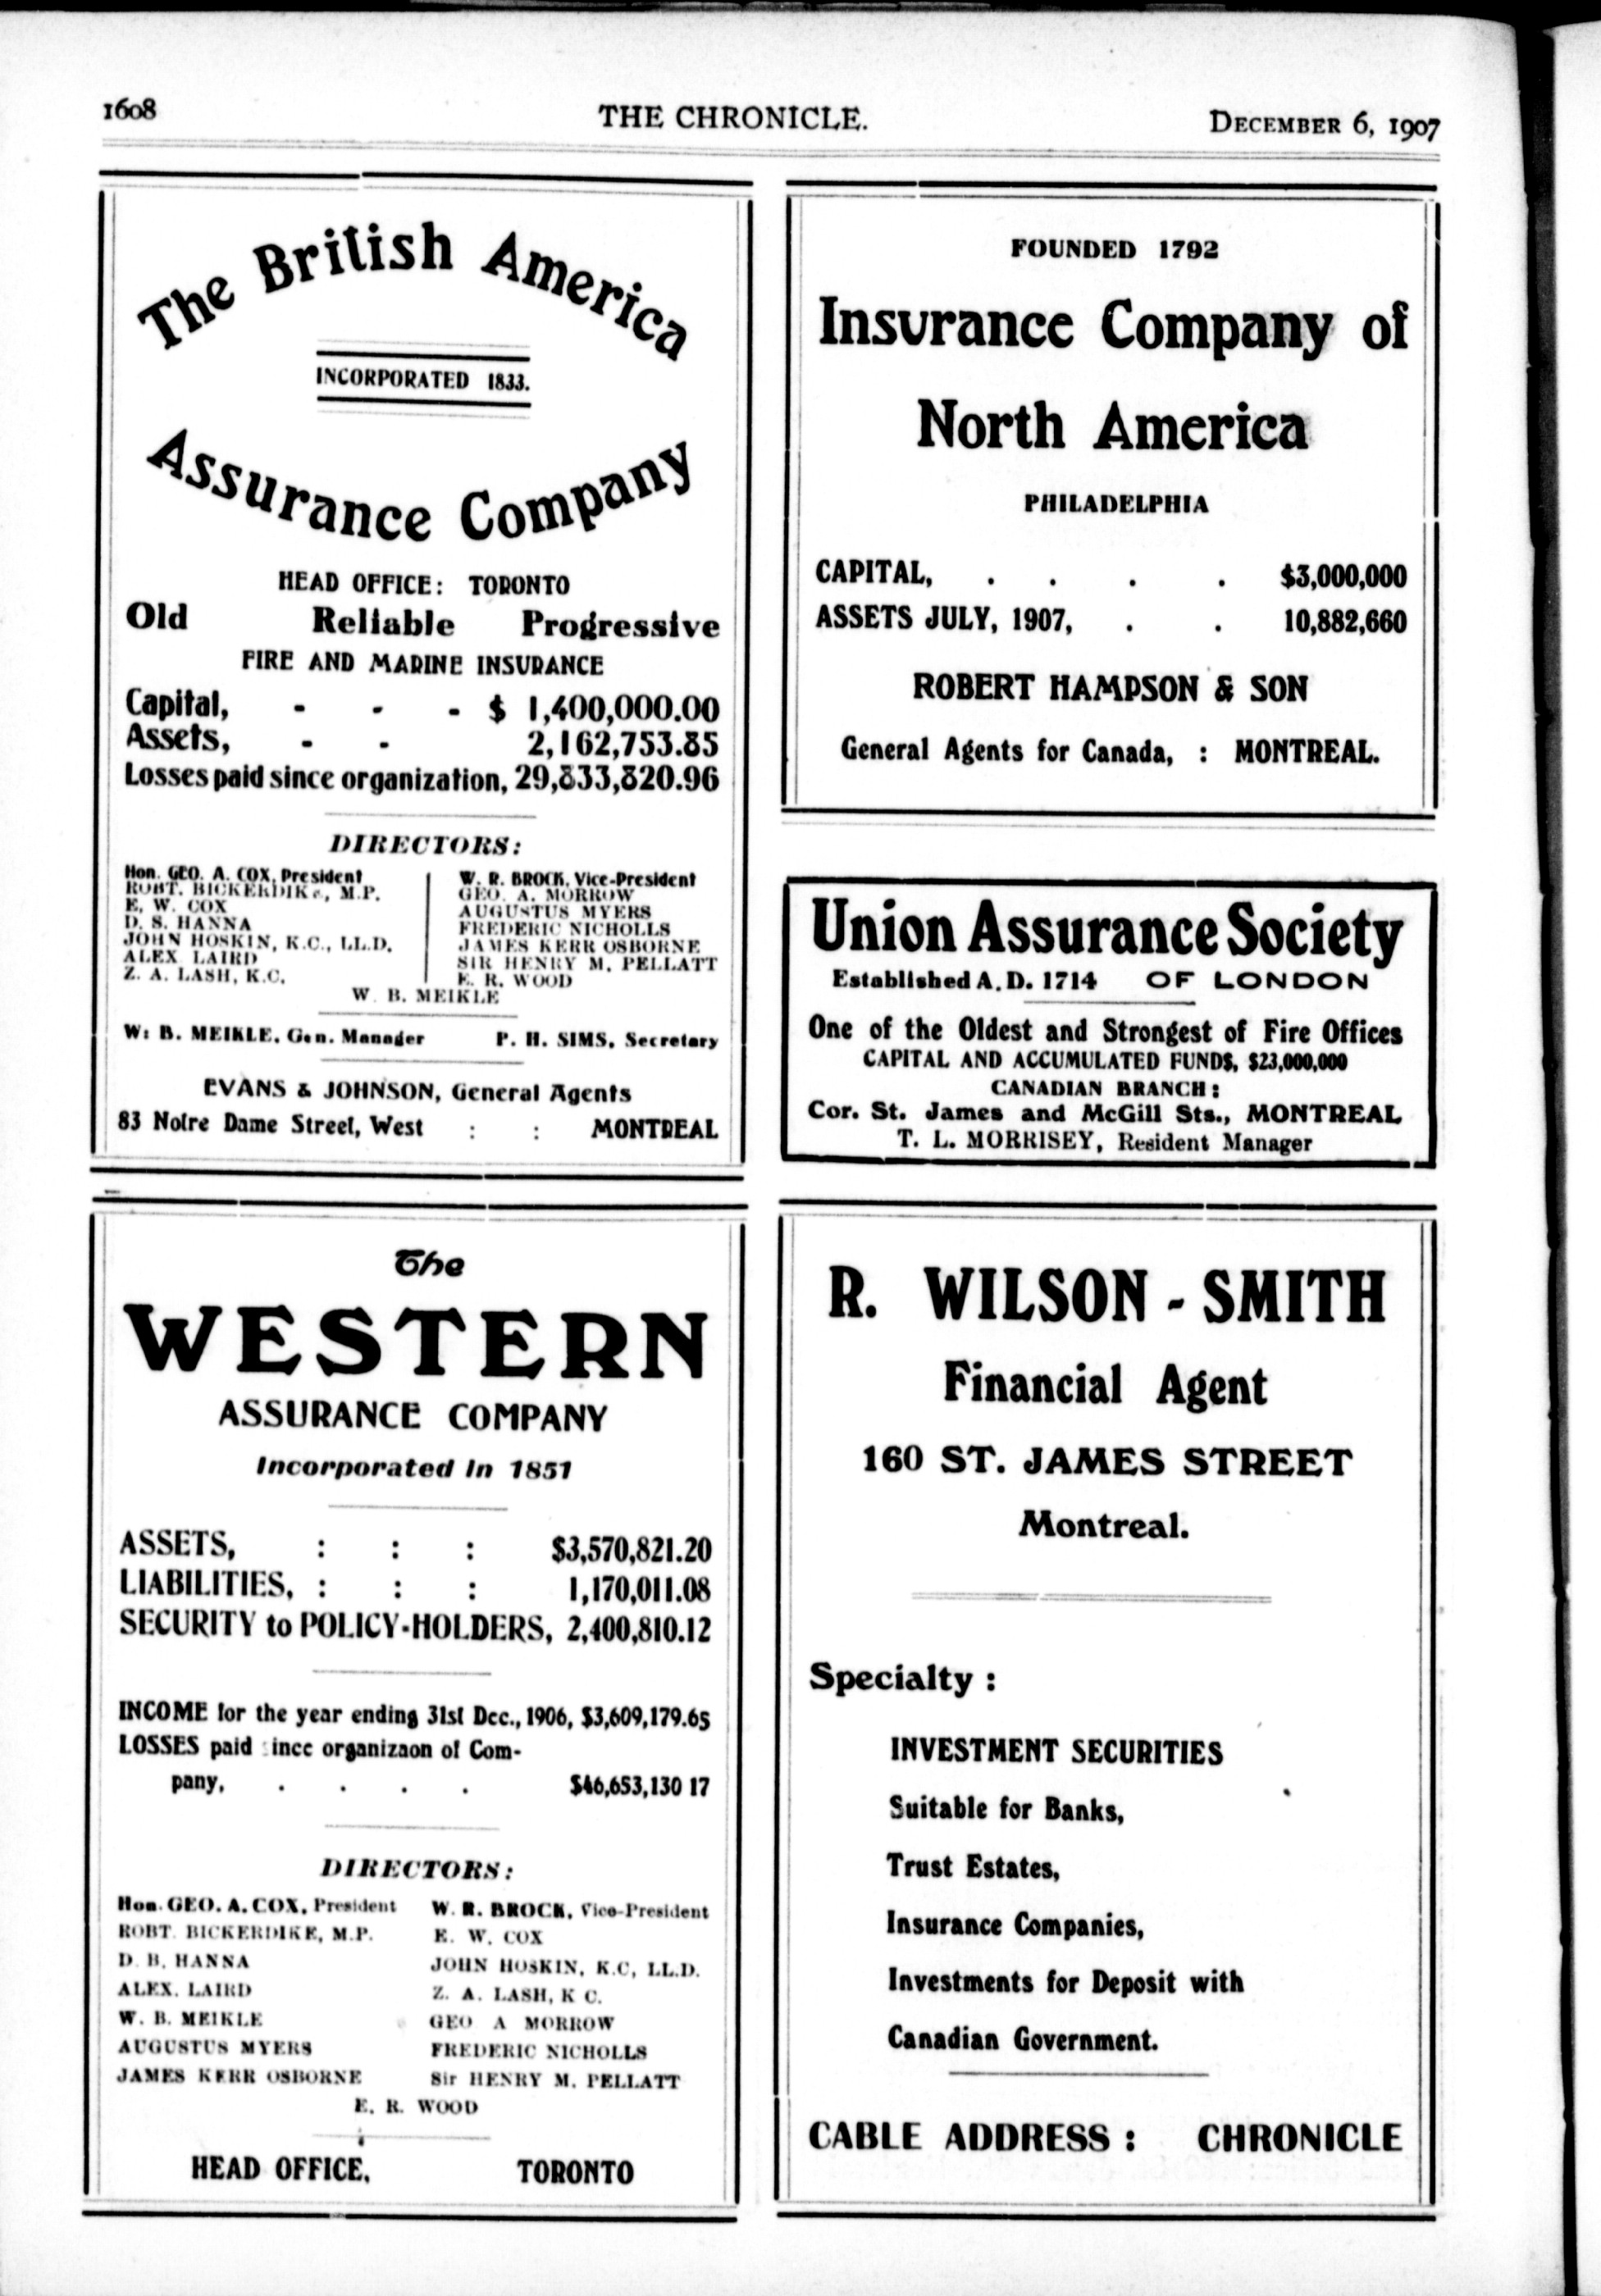 1608 THE CHRONICLE. DECEMBER 6, 1907
The British America
INCORPORATED 1833.
Assurance Company
HEAD OFFICE: TORONTO
Old Reliable Progressive
FIRE AND MARINE INSURANCE
Capital, - - - $ 1,400,000.00
Assets, - - 2,162,753.85
Losses paid since organization, 29,833,820.96
DIRECTORS:
Hon. GEO. A. COX, President
ROBT. BICKERDIKE, M.P.
E. W. COX
D. S. HANNA
JOHN HOSKIN, K.C., LL.D.
ALEX LAIRD
Z. A. LASH, K.C.
W. R. BROCK, Vice-President
GEO. A. MORROW
AUGUSTUS MYERS
FREDERIC NICHOLLS
JAMES KERR OSBORNE
SIR HENRY M. PELLATT
E. R. WOOD
W. B. MEIKLE
W. B. MEIKLE, Gen. Manager P. H. SIMS, Secretary
EVANS & JOHNSON, General Agents
83 Notre Dame Street, West : : MONTREAL
The
WESTERN
ASSURANCE COMPANY
Incorporated in 1851
ASSETS, : : : $3,570,821.20
LIABILITIES, : : : 1,170,011.08
SECURITY to POLICY-HOLDERS, 2,400,810.12
INCOME for the year ending 31st Dec., 1906, $3,609,179.65
LOSSES paid since organizaon of Com-
pany, . . . . $46,653,130 17
DIRECTORS:
Hon. GEO. A. COX, President W. R. BROCK, Vice-President
ROBT. BICKERDIKE, M.P. E. W. COX
D. B. HANNA JOHN HOSKIN, K.C, LL.D.
ALEX. LAIRD Z. A. LASH, K C.
W. B. MEIKLE GEO A MORROW
AUGUSTUS MYERS FREDERIC NICHOLLS
JAMES KERR OSBORNE Sir HENRY M. PELLATT
E. R. WOOD
HEAD OFFICE, TORONTO
FOUNDED 1792
Insurance Company of
North America
PHILADELPHIA
CAPITAL, . . . . $3,000,000
ASSETS JULY, 1907, . . 10,882,660
ROBERT HAMPSON & SON
General Agents for Canada, : MONTREAL.
Union Assurance Society
Established A.D. 1714 OF LONDON
One of the Oldest and Strongest of Fire Offices
CAPITAL AND ACCUMULATED FUNDS, $23,000,000
CANADIAN BRANCH:
Cor. St. James and McGill Sts., MONTREAL
T. L. MORRISEY, Resident Manager
R. WILSON - SMITH
Financial Agent
160 ST. JAMES STREET
Montreal.
Specialty :
INVESTMENT SECURITIES
Suitable for Banks,
Trust Estates,
Insurance Companies,
Investments for Deposit with
Canadian Government.
CABLE ADDRESS : CHRONICLE